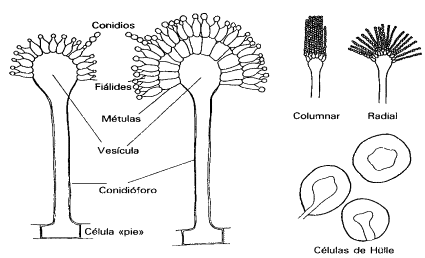 Conidios
Fiálides
Métulas
Vesícula
Conidióforo
Célula «pie»
Columnar
Radial
Células de Hülle